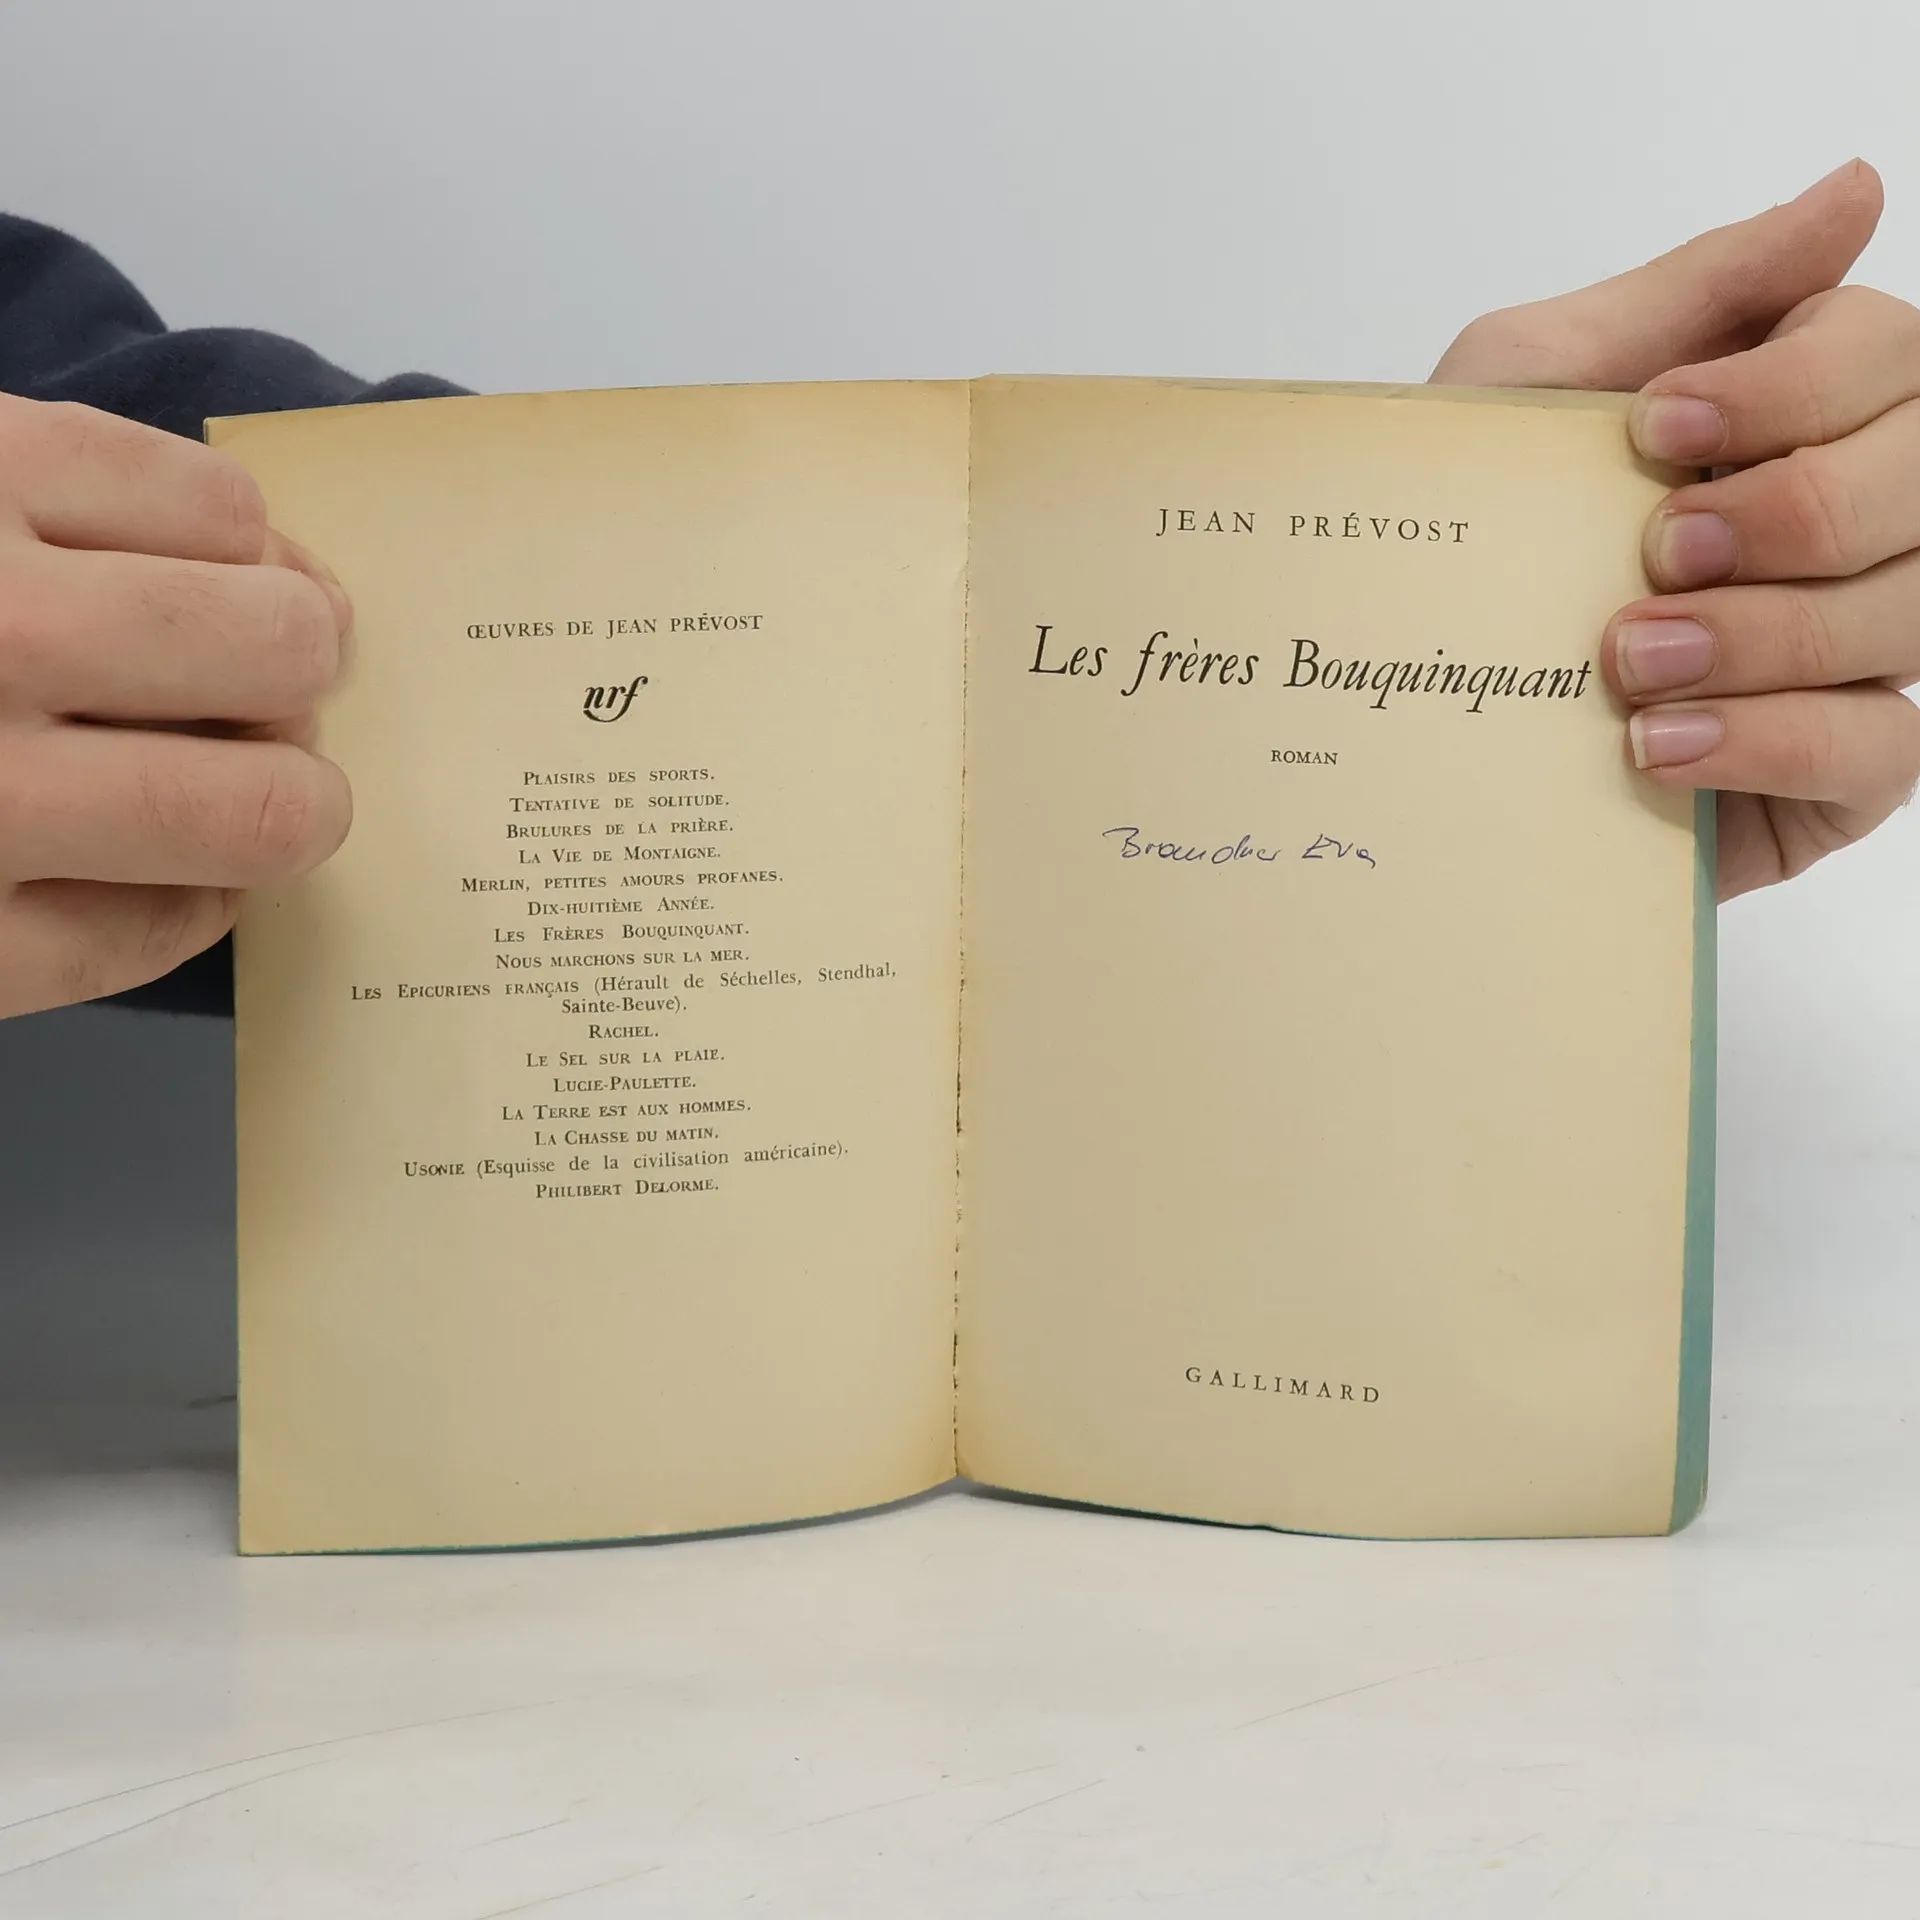 ŒUVRES DE JEAN PRÉVOST
nrf
PLAISIRS DES SPORTS.
TENTATIVE DE SOLITUDE.
BRULURES DE LA PRIÈRE.
LA VIE DE MONTAIGNE.
MERLIN, PETITES AMOURS PROFANES.
DIX-HUITIÈME ANNÉE.
LES FRÈRES BOUQUINQUANT.
NOUS MARCHONS SUR LA MER.
LES EPICURIENS FRANÇAIS (Hérault de Séchelles, Stendhal,
Sainte-Beuve).
RACHEL.
LE SEL SUR LA PLAIE.
LUCIE-PAULETTE.
LA TERRE EST AUX HOMMES.
LA CHASSE DU MATIN.
USONIE (Esquisse de la civilisation américaine).
PHILIBERT DELORME.
JEAN PRÉVOST
Les frères Bouquinquant
ROMAN
Eva
GALLIMARD